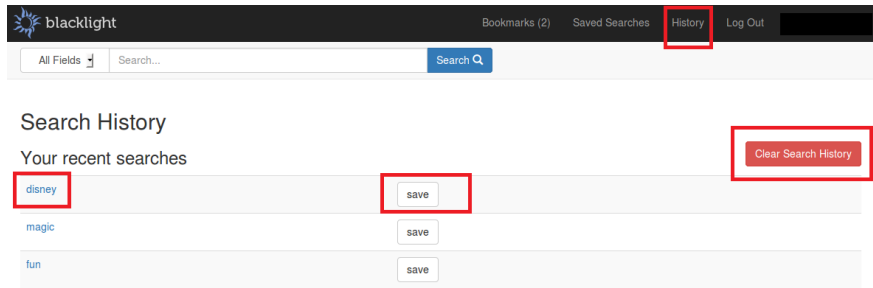 blacklight Bookmarks (2) Saved Searches History Log Out
All Fields Search... Search
Search History
Your recent searches Clear Search History
disney save
magic save
fun save